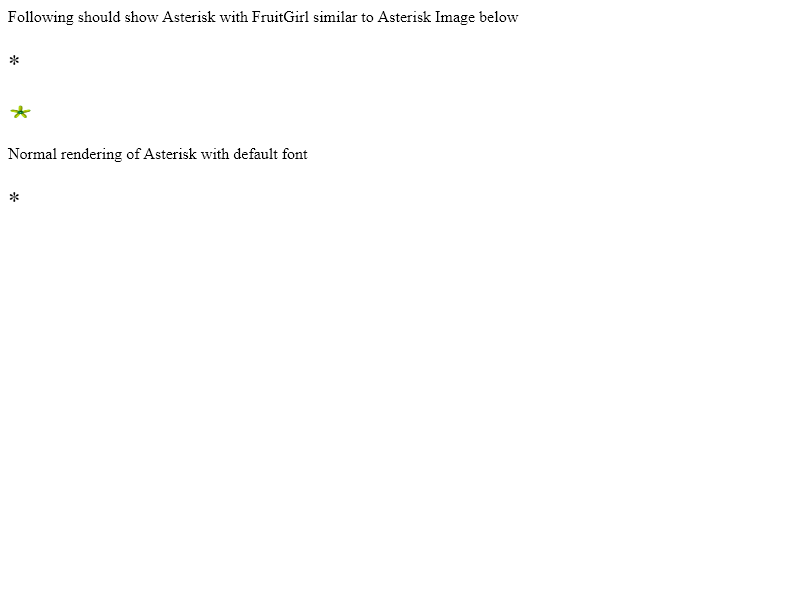 Following should show Asterisk with FruitGirl similar to Asterisk Image below
*
*
Normal rendering of Asterisk with default font
*